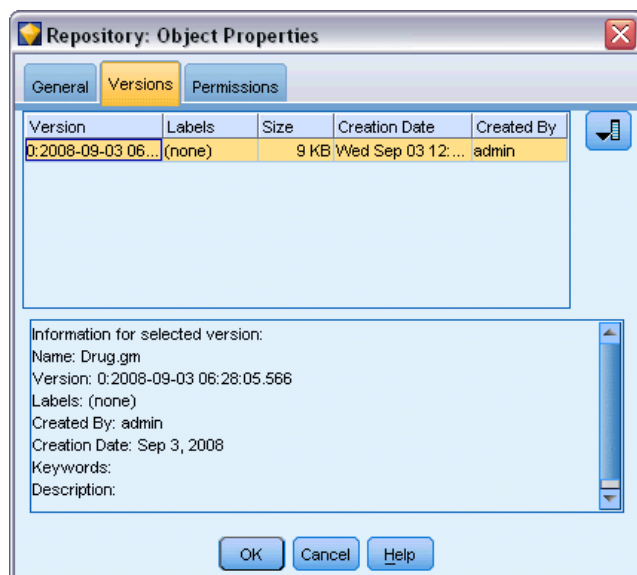 Repository: Object Properties
General Versions Permissions
Version Labels Size Creation Date Created By
0:2008-09-03 06... (none) 9 KB Wed Sep 03 12:... admin
Information for selected version:
Name: Drug.gm
Version: 0:2008-09-03 06:28:05.566
Labels: (none)
Created By: admin
Creation Date: Sep 3, 2008
Keywords:
Description:
OK Cancel Help